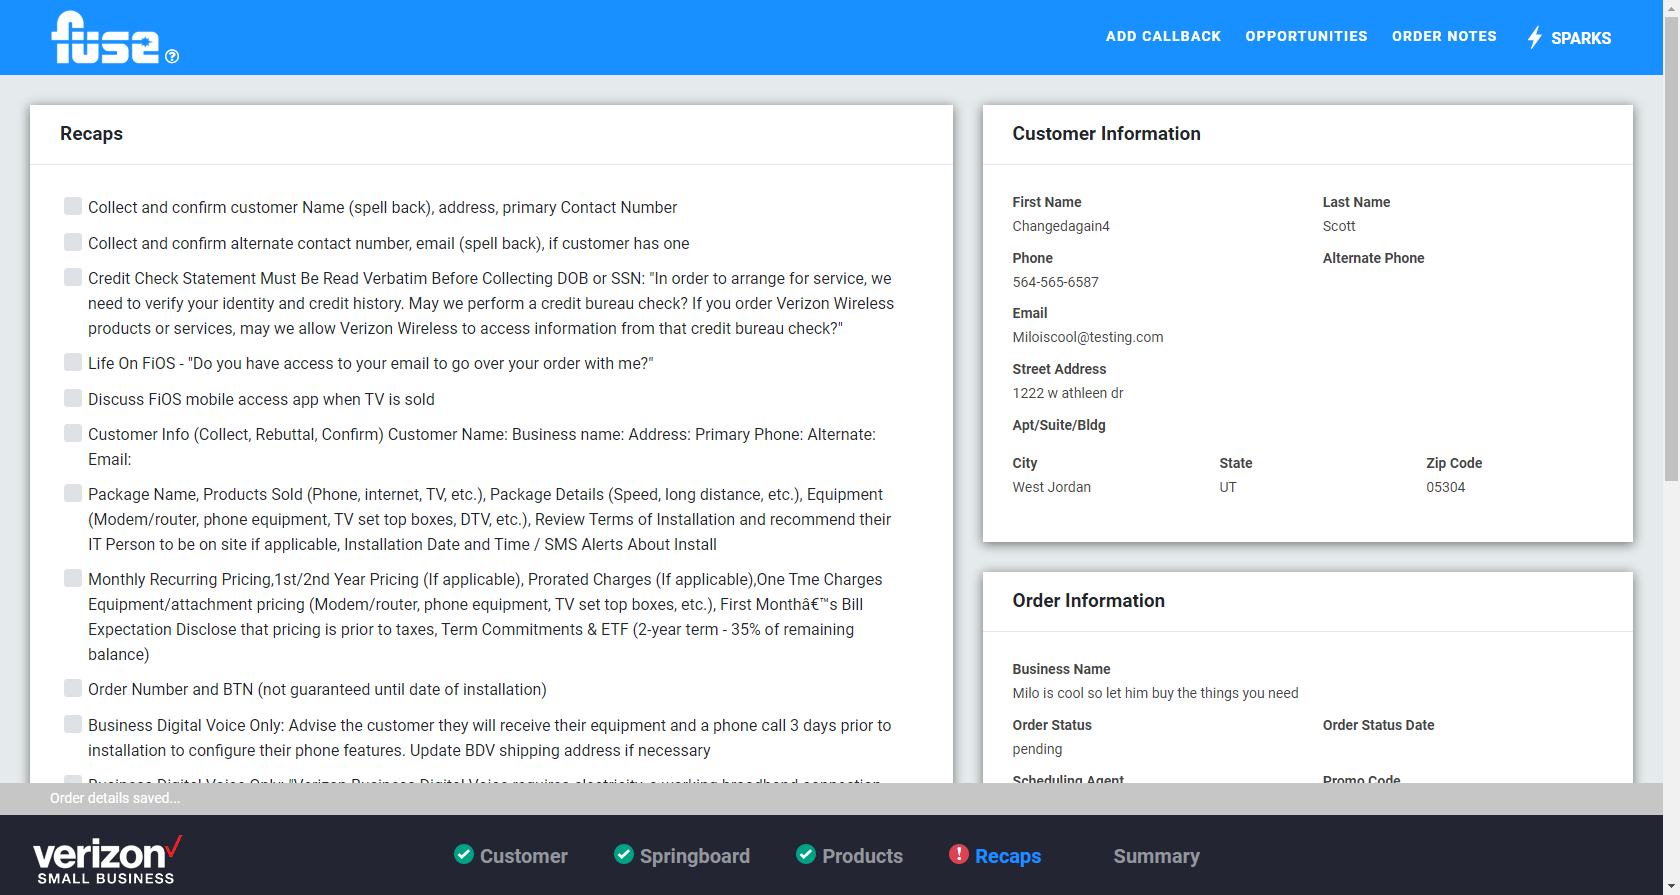 fuse
ADD CALLBACK OPPORTUNITIES ORDER NOTES SPARKS
Recaps
Collect and confirm customer Name (spell back), address, primary Contact Number
Collect and confirm alternate contact number, email (spell back), if customer has one
Credit Check Statement Must Be Read Verbatim Before Collecting DOB or SSN: "In order to arrange for service, we
need to verify your identity and credit history. May we perform a credit bureau check? If you order Verizon Wireless
products or services, may we allow Verizon Wireless to access information from that credit bureau check?"
Life On FiOS - "Do you have access to your email to go over your order with me?"
Discuss FiOS mobile access app when TV is sold
Customer Info (Collect, Rebuttal, Confirm) Customer Name: Business name: Address: Primary Phone: Alternate:
Email:
Package Name, Products Sold (Phone, internet, TV, etc.), Package Details (Speed, long distance, etc.), Equipment
(Modem/router, phone equipment, TV set top boxes, DTV, etc.), Review Terms of Installation and recommend their
IT Person to be on site if applicable, Installation Date and Time / SMS Alerts About Install
Monthly Recurring Pricing,1st/2nd Year Pricing (If applicable), Prorated Charges (If applicable),One Tme Charges
Equipment/attachment pricing (Modem/router, phone equipment, TV set top boxes, etc.), First Monthâ€™s Bill
Expectation Disclose that pricing is prior to taxes, Term Commitments & ETF (2-year term - 35% of remaining
balance)
Order Number and BTN (not guaranteed until date of installation)
Business Digital Voice Only: Advise the customer they will receive their equipment and a phone call 3 days prior to
installation to configure their phone features. Update BDV shipping address if necessary
Business Digital Voice Only: "Verizon Business Digital Voice requires electricity, a working broadband connection
Customer Information
First Name Last Name
Changedagain4 Scott
Phone Alternate Phone
564-565-6587
Email
Miloiscool@testing.com
Street Address
1222 w athleen dr
Apt/Suite/Bldg
City State Zip Code
West Jordan UT 05304
Order Information
Business Name
Milo is cool so let him buy the things you need
Order Status Order Status Date
pending
Scheduling Agent Promo Code
Order details saved...
verizon
SMALL BUSINESS
Customer Springboard Products Recaps Summary